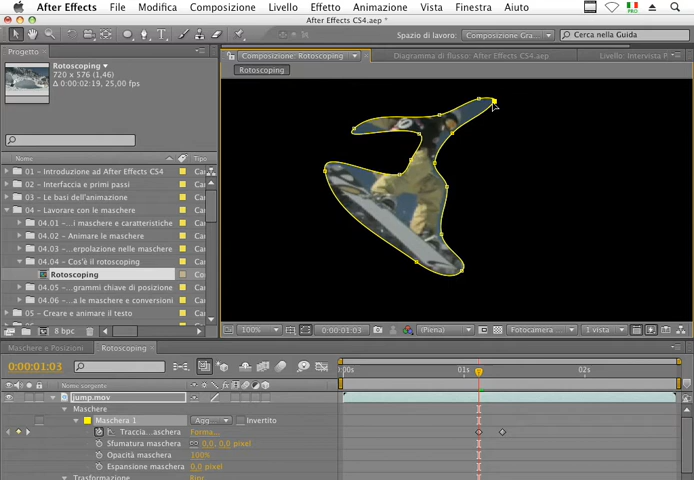 After Effects File Modifica Composizione Livello Effetto Animazione Vista Finestra Aiuto
After Effects CS4.aep *
Spazio di lavoro: Composizione Gra... Cerca nella Guida
Progetto
Composizione: Rotoscoping
Diagramma di flusso: After Effects CS4.aep
Livello: Intervista
Rotoscoping
720 x 576 (1,46)
Δ 0:00:02:19, 25,00 fps
Rotoscoping
Nome Tipo
01 - Introduzione ad After Effects CS4
02 - Interfaccia e primi passi
03 - Le basi dell'animazione
04 - Lavorare con le maschere
04.01 -...i maschere e caratteristiche
04.02 - Animare le maschere
04.03 -...erpolazione nelle maschere
04.04 - Cos'è il rotoscoping
Rotoscoping
04.05 -...grammi chiave di posizione
04.06 -...a le maschere e conversioni
05 - Creare e animare il testo
8 bpc
100% 0:00:01:03 (Piena) Fotocamera ... 1 vista
Maschere e Posizioni Rotoscoping
0:00:01:03
:00s 01s 02s
Nome sorgente
jump.mov
Maschere
Maschera 1 Agg... Invertito
Traccia...aschera Forma...
Sfumatura maschera 0,0, 0,0 pixel
Opacità maschera 100%
Espansione maschera 0,0 pixel
Trasformazione Ripr.